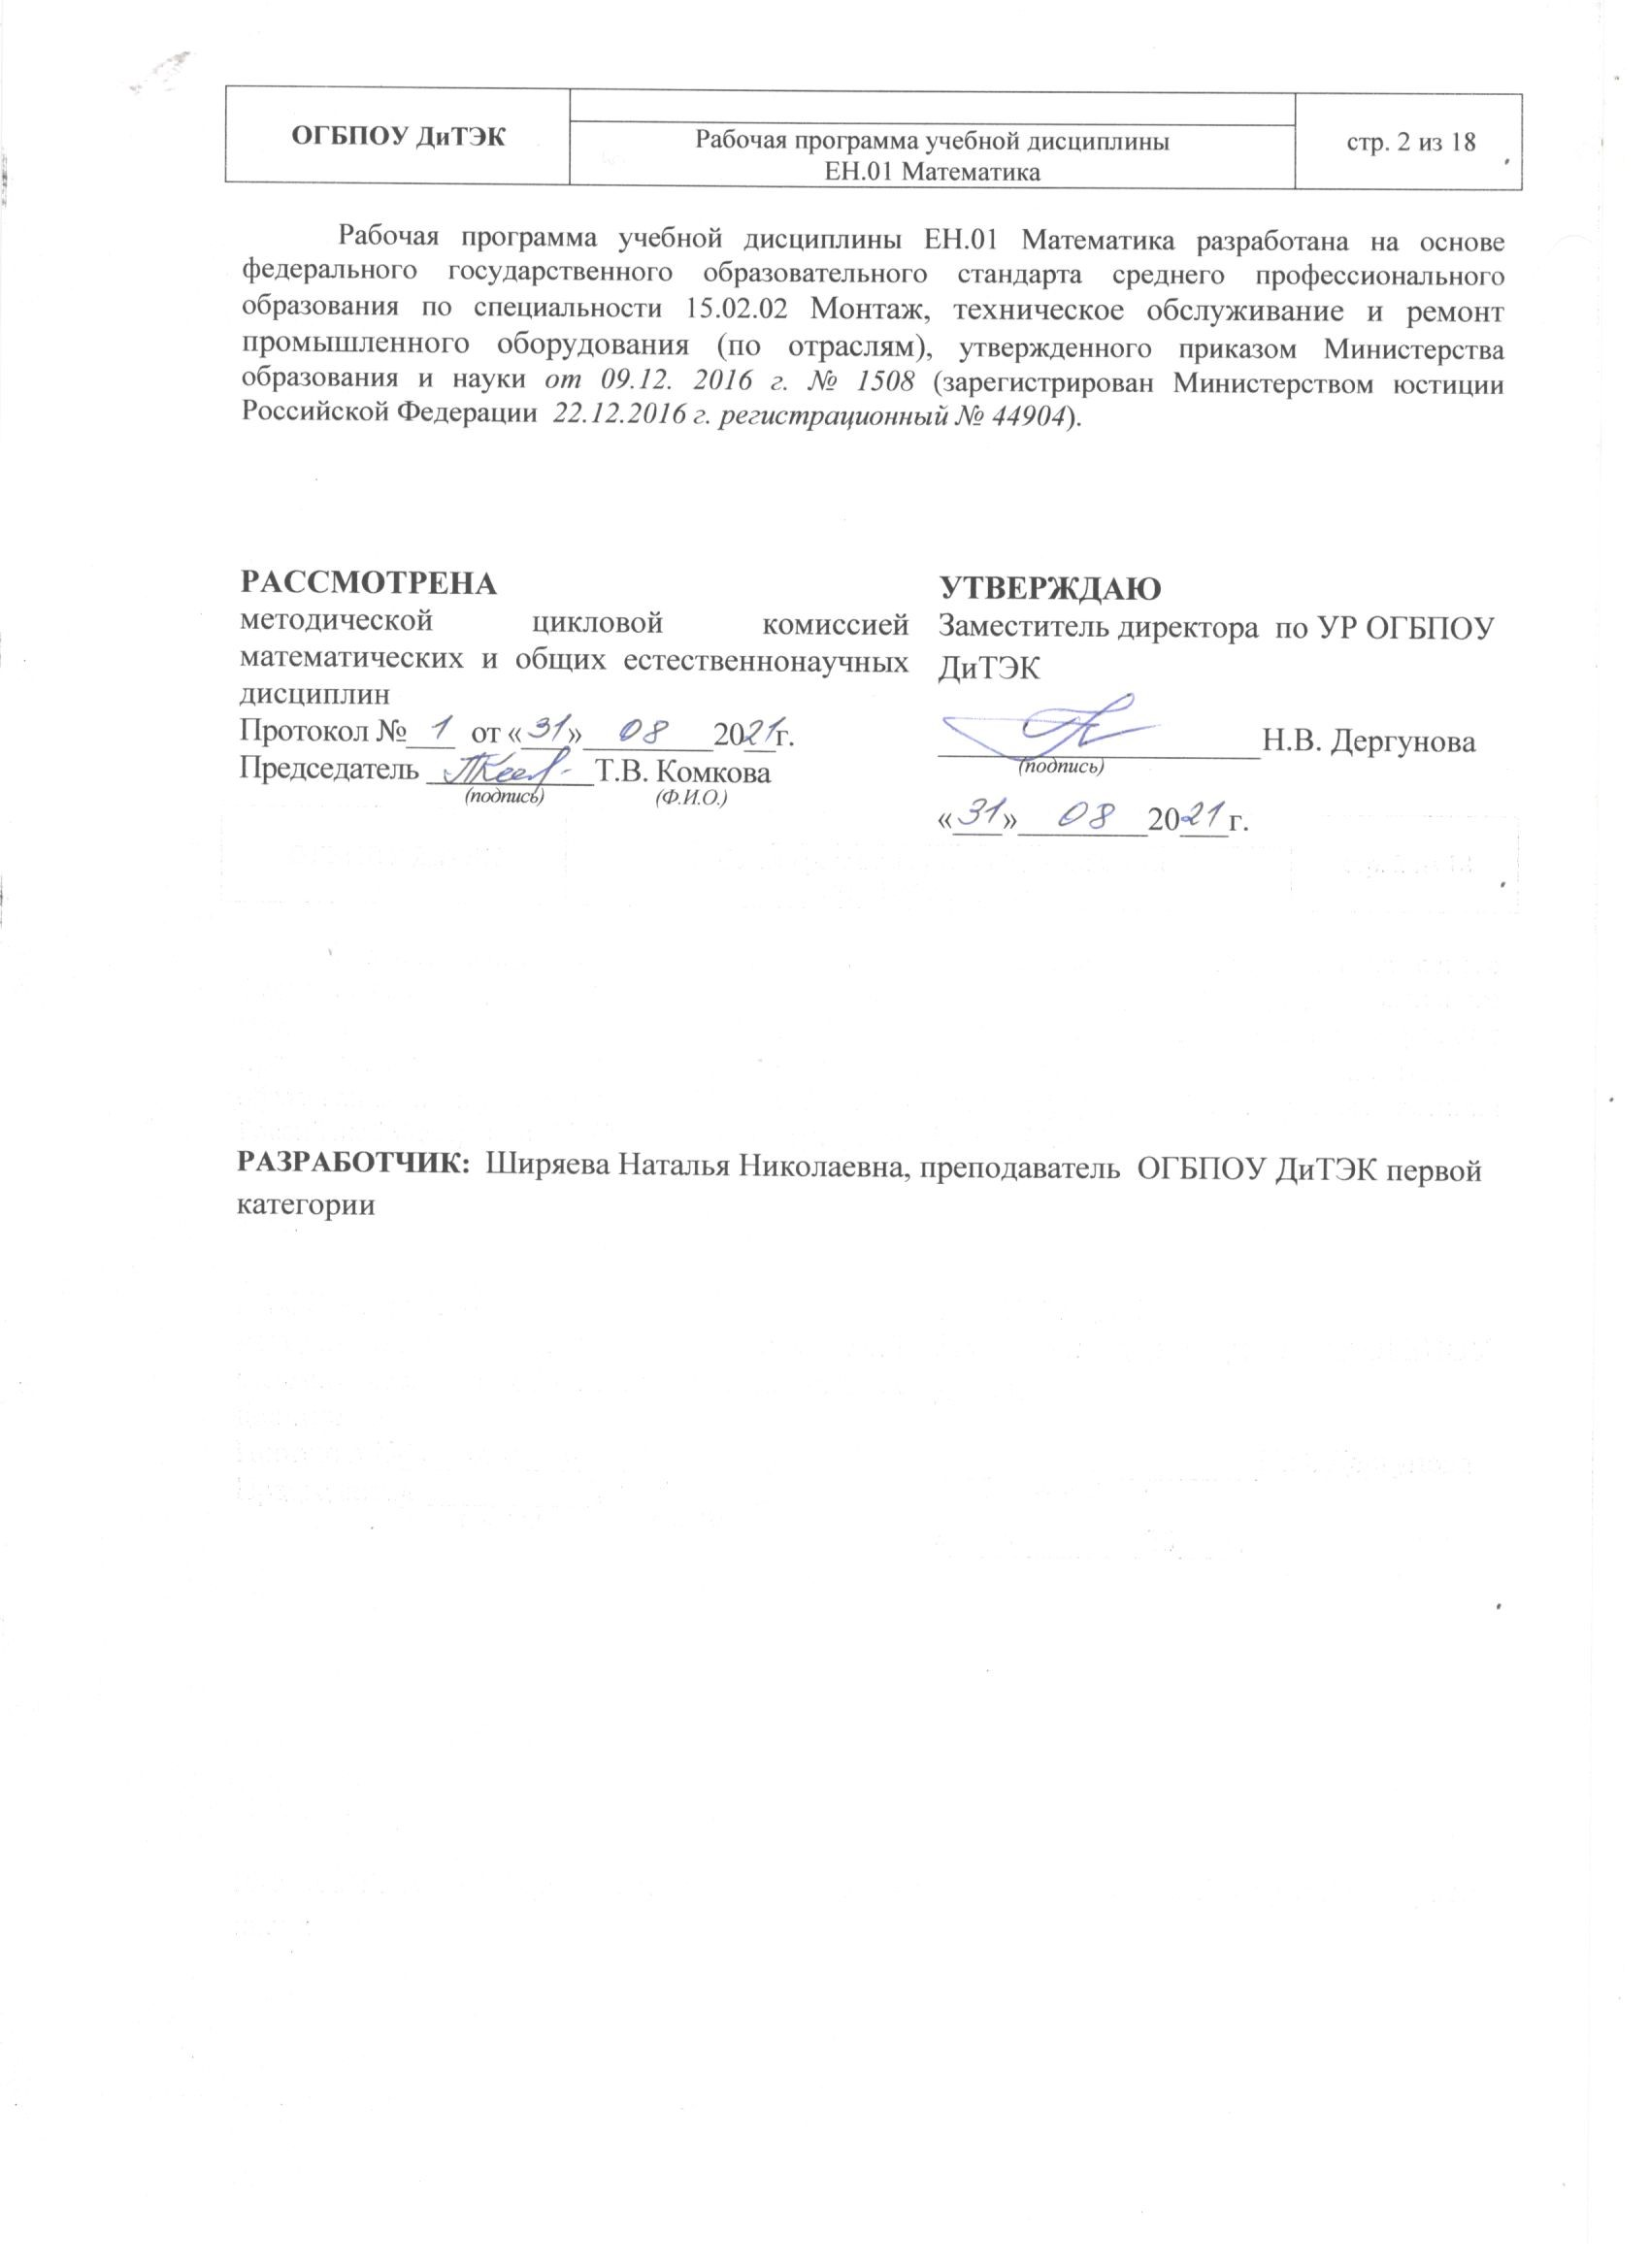 ОГБПОУ ДиТЭК
Рабочая программа учебной дисциплины
ЕН.01 Математика
стр. 2 из 18
Рабочая программа учебной дисциплины ЕН.01 Математика разработана на основе
федерального государственного образовательного стандарта среднего профессионального
образования по специальности 15.02.02 Монтаж, техническое обслуживание и ремонт
промышленного оборудования (по отраслям), утвержденного приказом Министерства
образования и науки от 09.12. 2016 г. № 1508 (зарегистрирован Министерством юстиции
Российской Федерации 22.12.2016 г. регистрационный № 44904).
РАССМОТРЕНА
методической цикловой комиссией
математических и общих естественнонаучных
дисциплин
Протокол № 1 от «31» 08 2021г.
Председатель Т.В. Комкова
(подпись) (Ф.И.О.)
УТВЕРЖДАЮ
Заместитель директора по УР ОГБПОУ
ДиТЭК
Н.В. Дергунова
(подпись)
«31» 08 2021 г.
РАЗРАБОТЧИК: Ширяева Наталья Николаевна, преподаватель ОГБПОУ ДиТЭК первой
категории